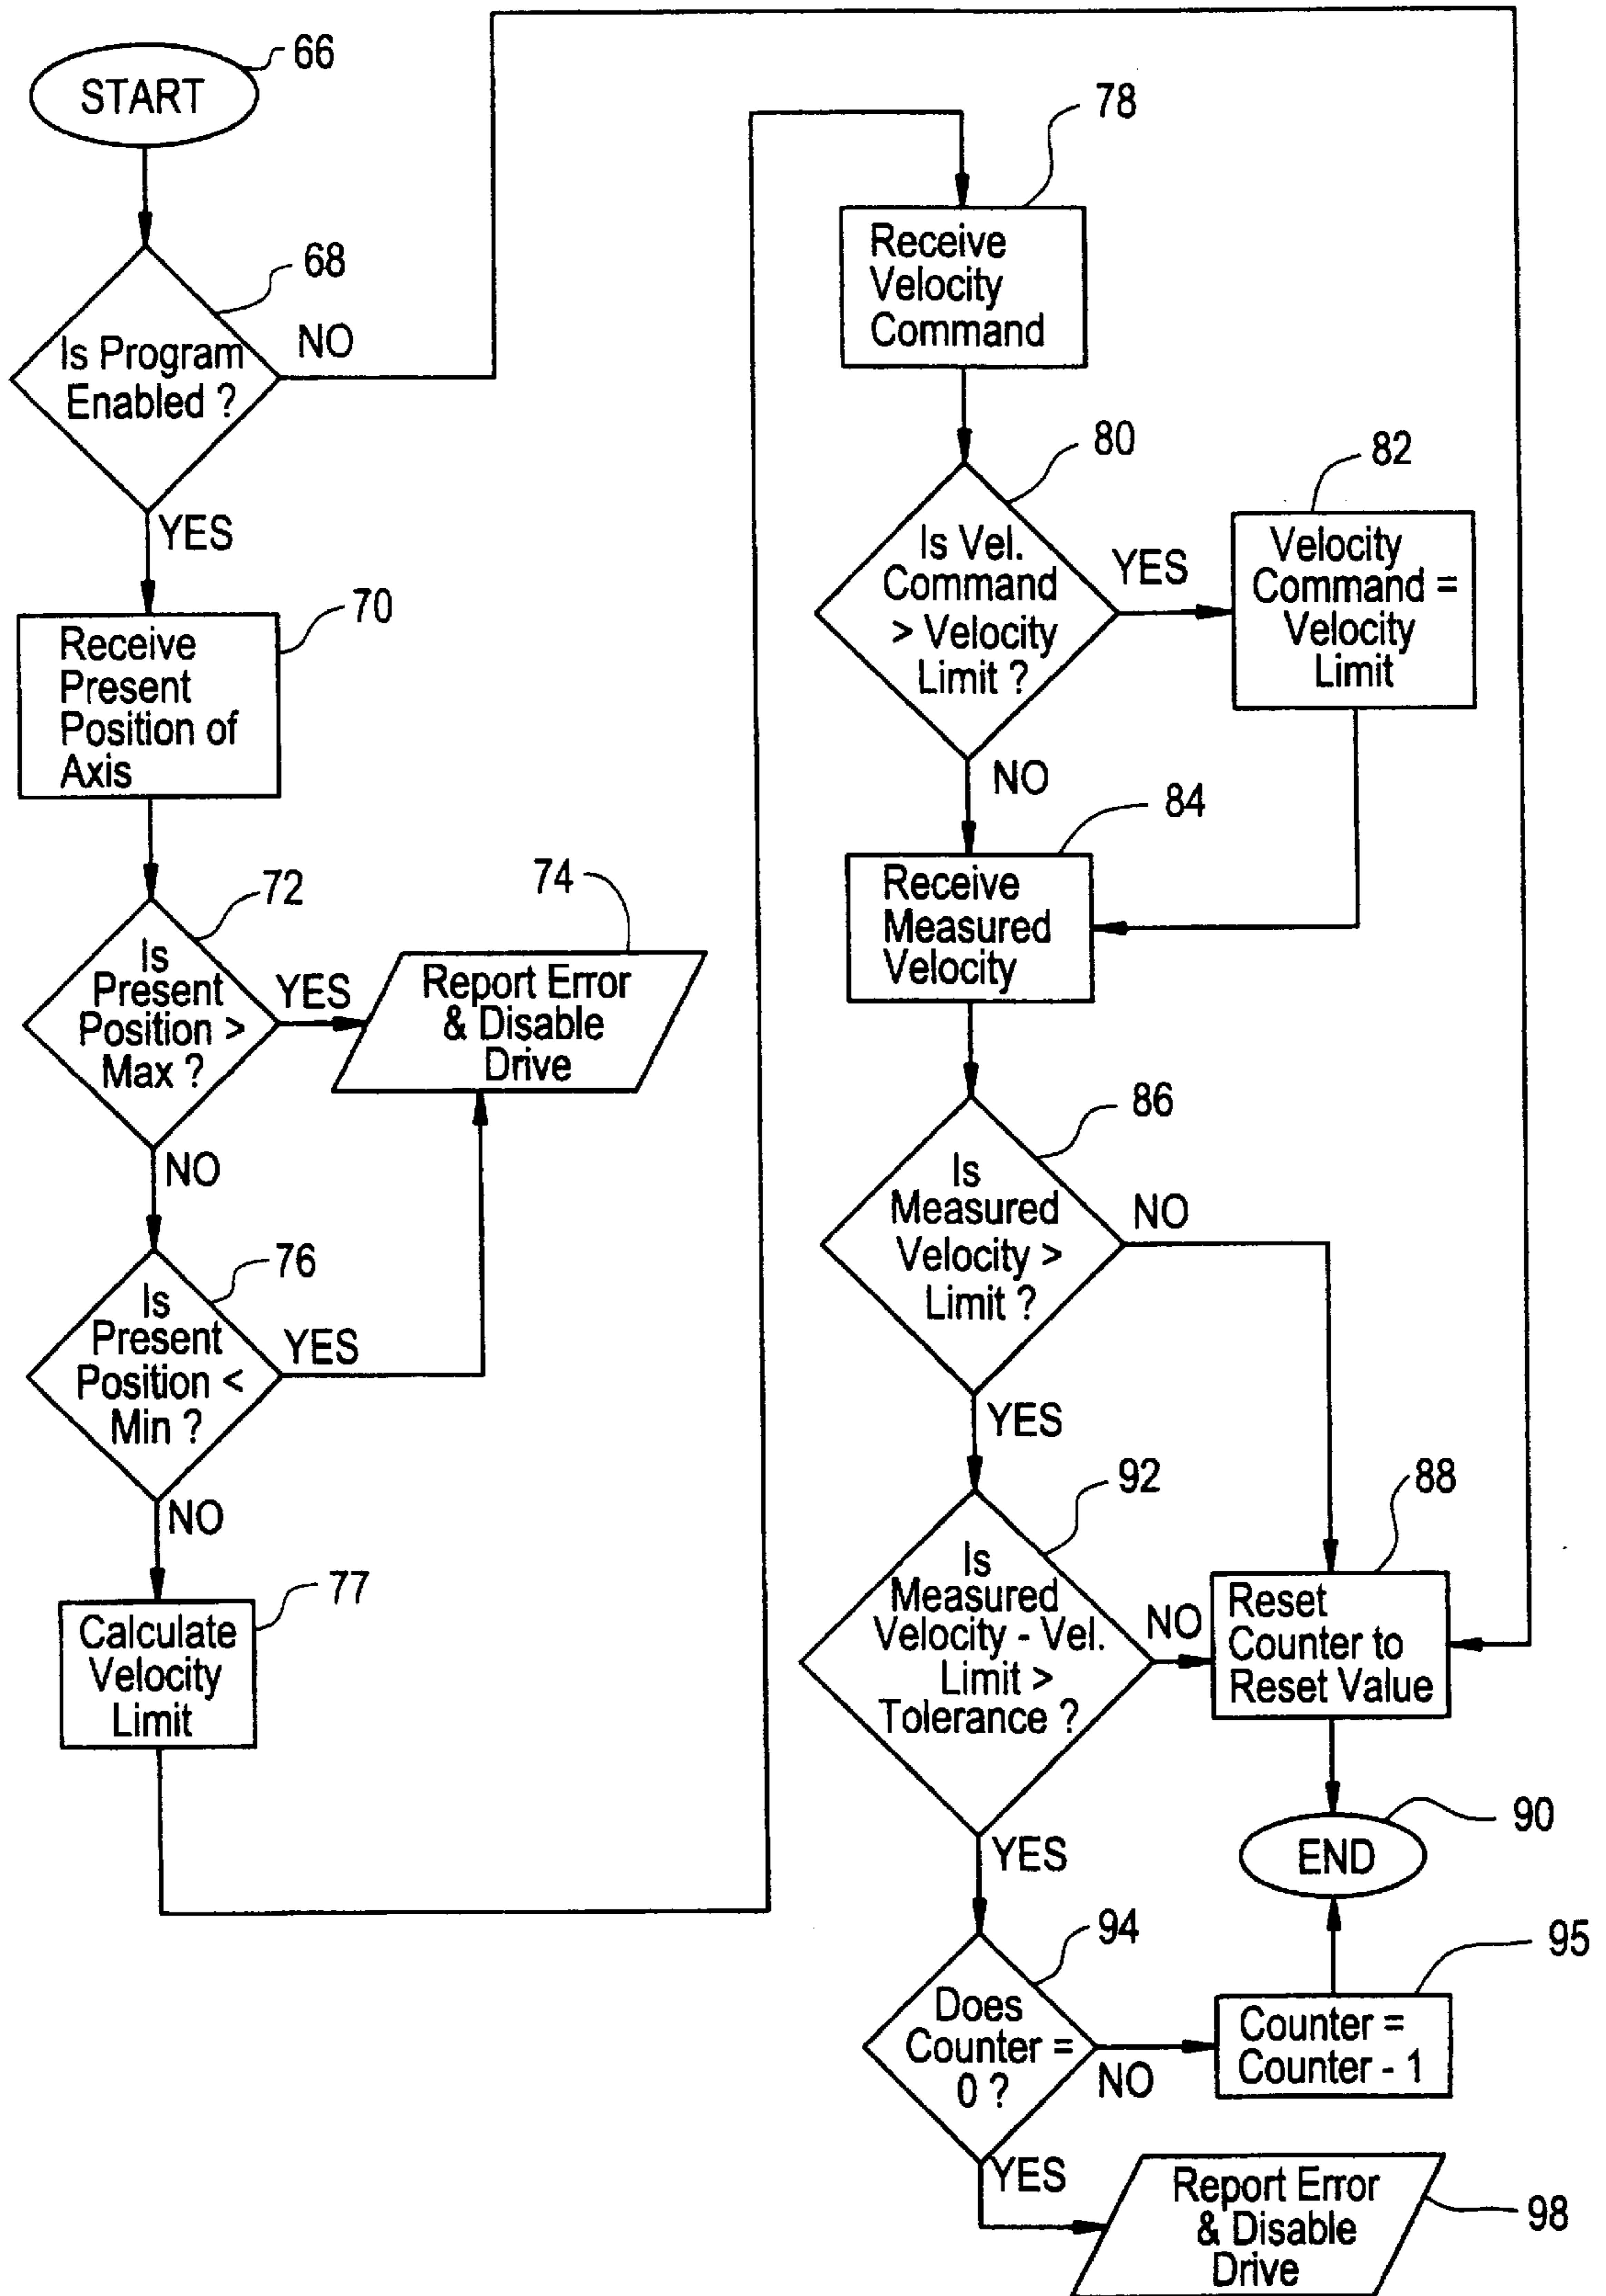 START
66
Is Program
Enabled ?
68
NO
YES
Receive
Present
Position of
Axis
70
Is
Present
Position >
Max ?
72
YES
Report Error
& Disable
Drive
74
NO
Is
Present
Position <
Min ?
76
YES
NO
Calculate
Velocity
Limit
77
Receive
Velocity
Command
78
Is Vel.
Command
> Velocity
Limit ?
80
YES
Velocity
Command =
Velocity
Limit
82
NO
Receive
Measured
Velocity
84
Is
Measured
Velocity >
Limit ?
86
NO
YES
Is
Measured
Velocity - Vel.
Limit >
Tolerance ?
92
NO
Reset
Counter to
Reset Value
88
END
90
YES
Does
Counter =
0 ?
94
NO
Counter =
Counter - 1
95
YES
Report Error
& Disable
Drive
98